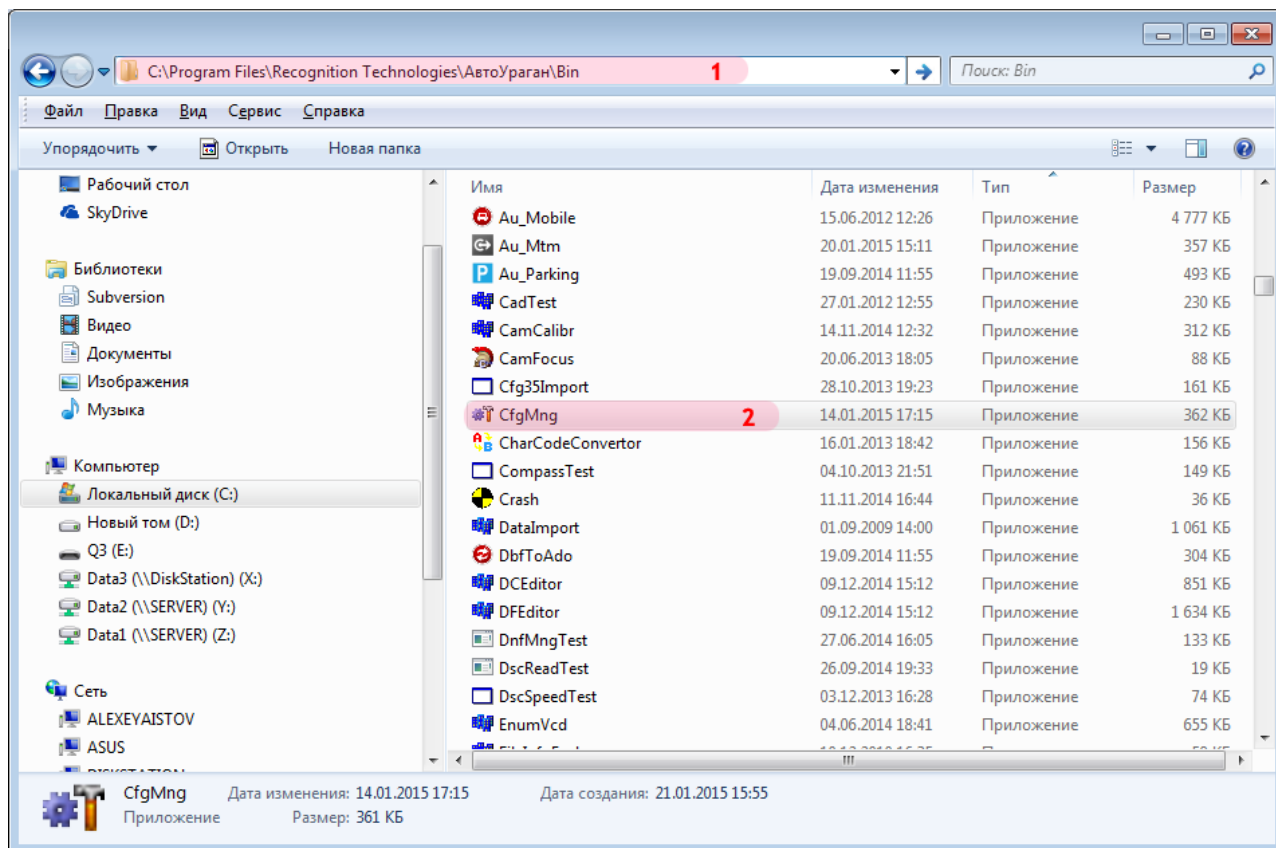 C:\Program Files\Recognition Technologies\АвтоУраган\Bin 1 Поиск: Bin
Файл Правка Вид Сервис Справка
Упорядочить Открыть Новая папка
Рабочий стол
SkyDrive
Библиотеки
Subversion
Видео
Документы
Изображения
Музыка
Компьютер
Локальный диск (C:)
Новый том (D:)
Q3 (E:)
Data3 (\\DiskStation) (X:)
Data2 (\\SERVER) (Y:)
Data1 (\\SERVER) (Z:)
Сеть
ALEXEYAISTOV
ASUS
Имя Дата изменения Тип Размер
Au_Mobile 15.06.2012 12:26 Приложение 4 777 КБ
Au_Mtm 20.01.2015 15:11 Приложение 357 КБ
Au_Parking 19.09.2014 11:55 Приложение 493 КБ
CadTest 27.01.2012 12:55 Приложение 230 КБ
CamCalibr 14.11.2014 12:32 Приложение 312 КБ
CamFocus 20.06.2013 18:05 Приложение 88 КБ
Cfg35Import 28.10.2013 19:23 Приложение 161 КБ
CfgMng 2 14.01.2015 17:15 Приложение 362 КБ
CharCodeConvertor 16.01.2013 18:42 Приложение 156 КБ
CompassTest 04.10.2013 21:51 Приложение 149 КБ
Crash 11.11.2014 16:44 Приложение 36 КБ
DataImport 01.09.2009 14:00 Приложение 1 061 КБ
DbfToAdo 19.09.2014 11:55 Приложение 304 КБ
DCEditor 09.12.2014 15:12 Приложение 851 КБ
DFEditor 09.12.2014 15:12 Приложение 1 634 КБ
DnfMngTest 27.06.2014 16:05 Приложение 133 КБ
DscReadTest 26.09.2014 19:33 Приложение 19 КБ
DscSpeedTest 03.12.2013 16:28 Приложение 74 КБ
EnumVcd 04.06.2014 18:41 Приложение 655 КБ
CfgMng Дата изменения: 14.01.2015 17:15 Дата создания: 21.01.2015 15:55
Приложение Размер: 361 КБ